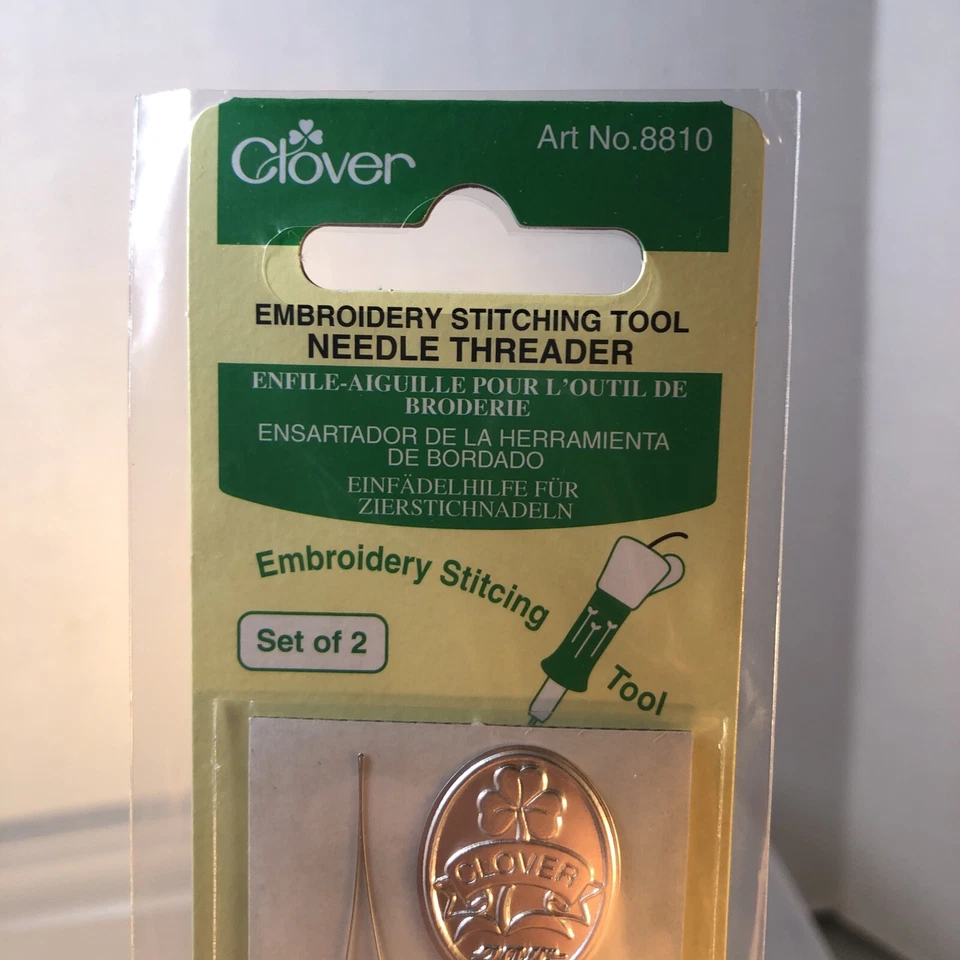 Clover
Art No.8810
EMBROIDERY STITCHING TOOL
NEEDLE THREADER
ENFILE-AIGUILLE POUR L'OUTIL DE
BRODERIE
ENSARTADOR DE LA HERRAMIENTA
DE BORDADO
EINFÄDELHILFE FÜR
ZIERSTICHNADELN
Embroidery Stitcing
Tool
Set of 2
CLOVER